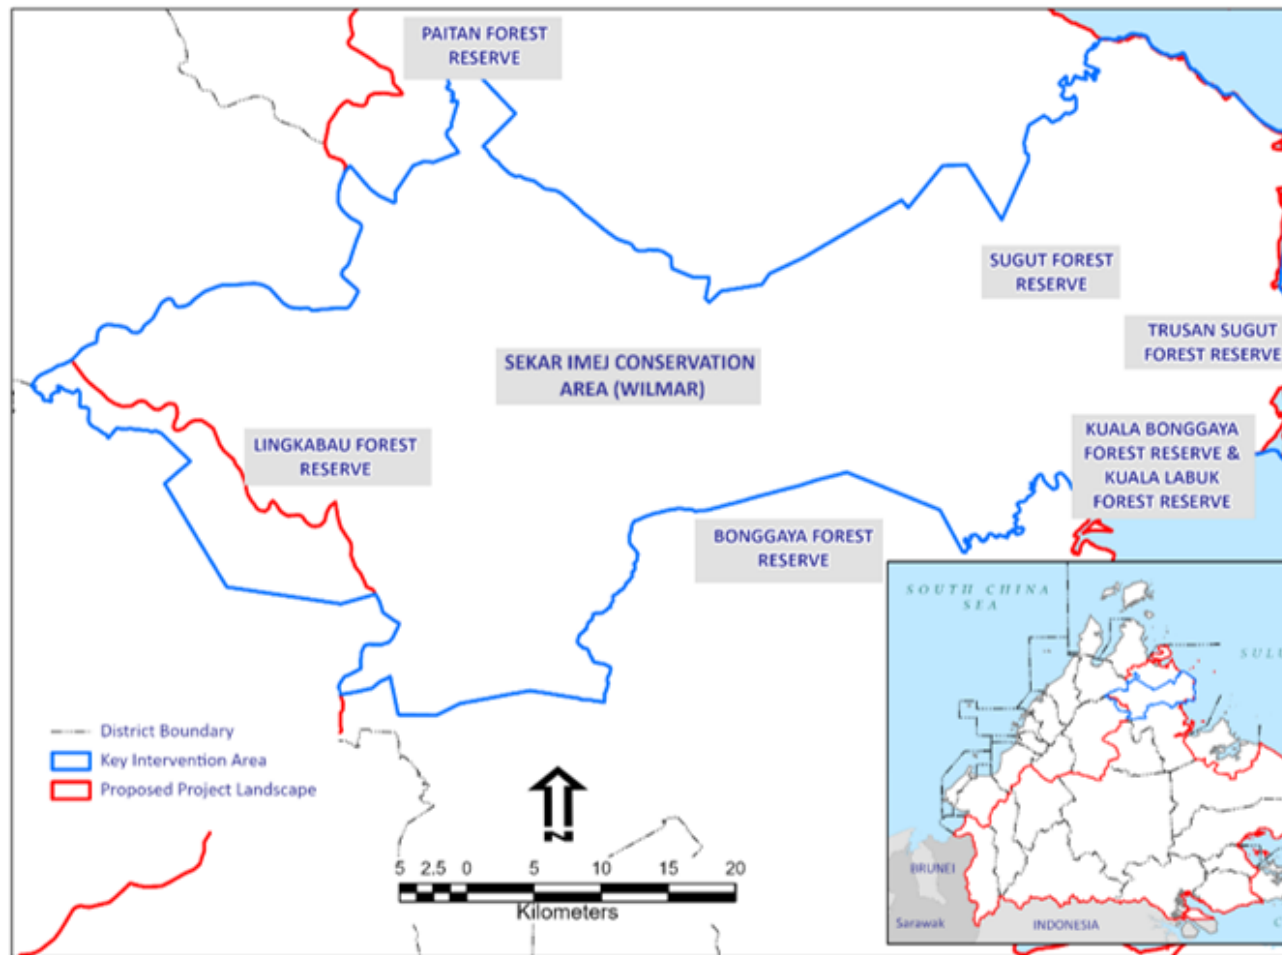 PAITAN FOREST
RESERVE
SUGUT FOREST
RESERVE
TRUSAN SUGUT
FOREST RESERVE
SEKAR IMEJ CONSERVATION
AREA (WILMAR)
LINGKABAU FOREST
RESERVE
KUALA BONGGAYA
FOREST RESERVE &
KUALA LABUK
FOREST RESERVE
BONGGAYA FOREST
RESERVE
SOUTH CHINA
SEA
SULU
District Boundary
Key Intervention Area
Proposed Project Landscape
N
5 2.5 0 5 10 15 20
Kilometers
BRUNEI
Sarawak
INDONESIA